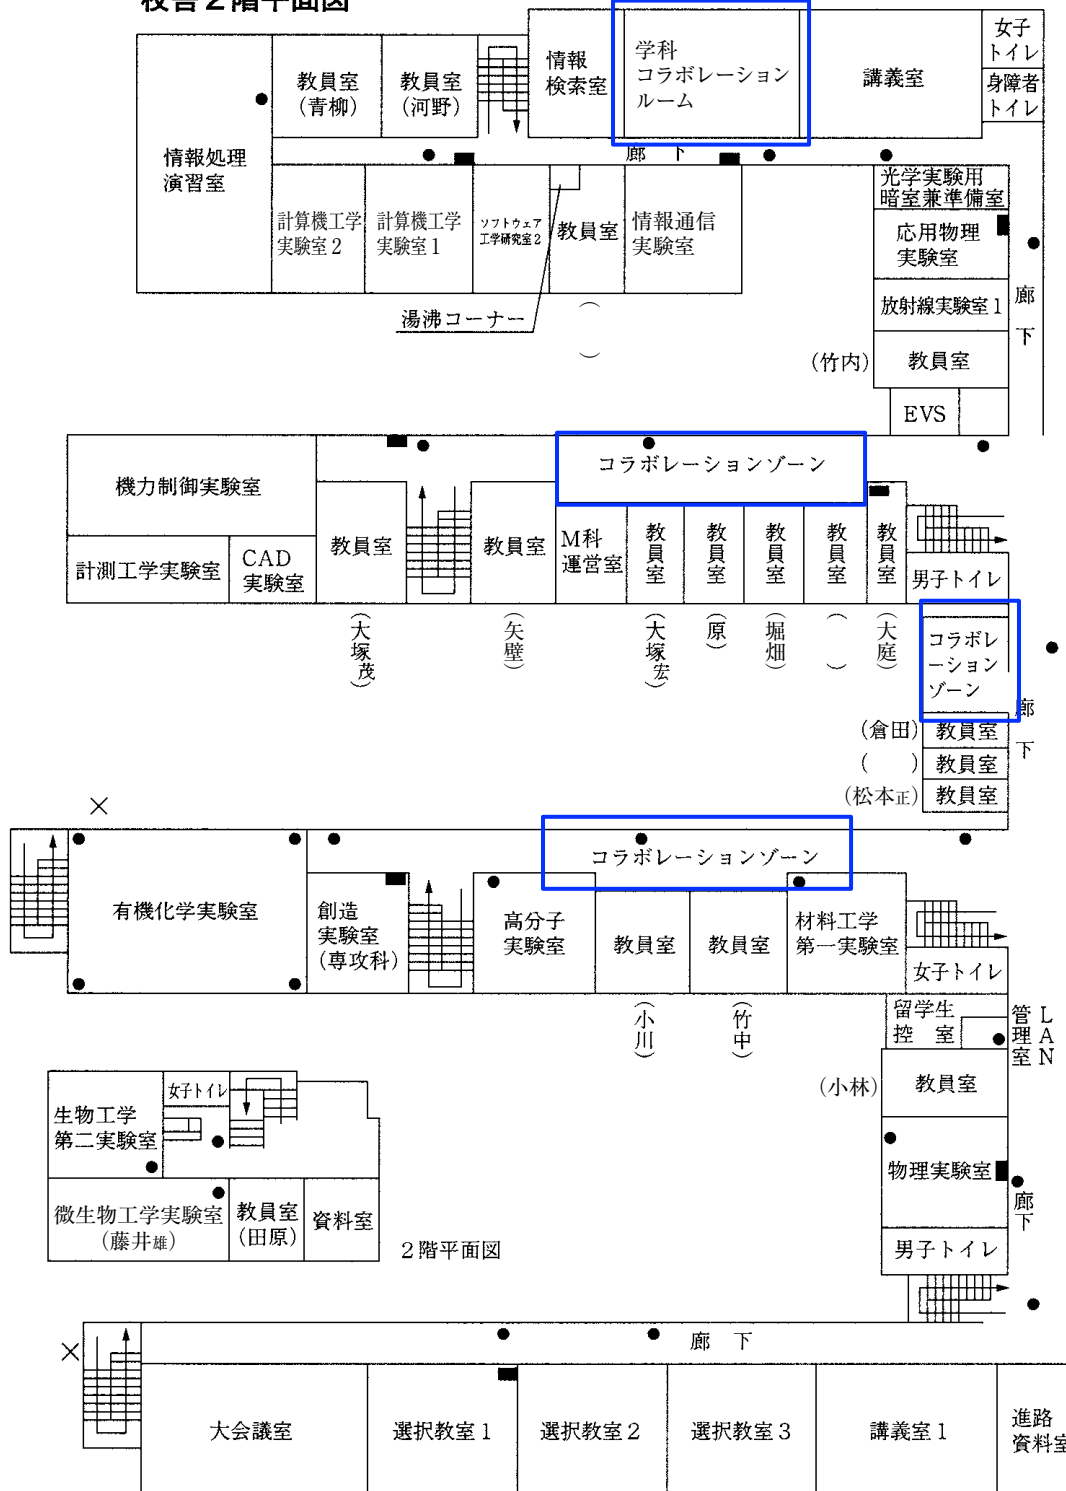 校舎２階平面図
女子
トイレ
身障者
トイレ
情報
検索室
学科
コラボレーション
ルーム
講義室
教員室
(青柳)
教員室
(河野)
情報処理
演習室
廊　下
計算機工学
実験室２
計算機工学
実験室１
ソフトウェア
工学研究室２
教員室
(　)
情報通信
実験室
湯沸コーナー
光学実験用
暗室兼準備室
応用物理
実験室
放射線実験室１
(竹内)
教員室
EVS
廊
下
機力制御実験室
計測工学実験室
CAD
実験室
教員室
(大塚茂)
教員室
(矢壁)
コラボレーションゾーン
M科
運営室
教員室
(大塚宏)
教員室
(原)
教員室
(堀畑)
教員室
(　)
教員室
(大庭)
男子トイレ
コラボレ
ーション
ゾーン
廊
下
(倉田)
教員室
(　　)
教員室
(松本正)
教員室
×
コラボレーションゾーン
有機化学実験室
創造
実験室
(専攻科)
高分子
実験室
教員室
(小川)
教員室
(竹中)
材料工学
第一実験室
女子トイレ
留学生
控　室
LAN
管理室
(小林)
教員室
物理実験室
廊下
男子トイレ
生物工学
第二実験室
女子トイレ
微生物工学実験室
(藤井雄)
教員室
(田原)
資料室
２階平面図
×
廊　下
大会議室
選択教室１
選択教室２
選択教室３
講義室１
進路
資料室